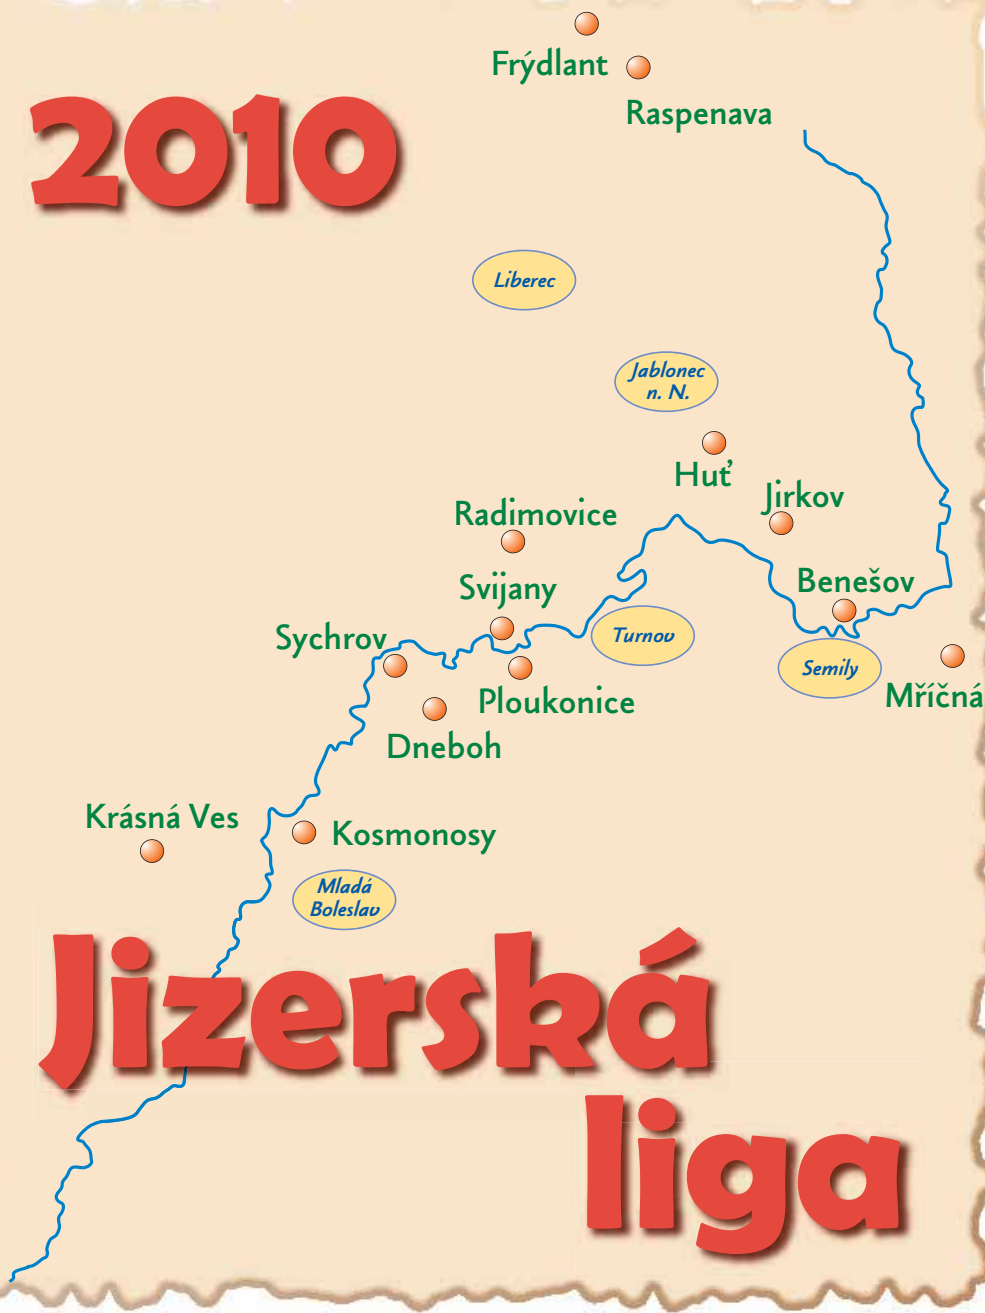 Frýdlant
Raspenava
2010
Liberec
Jablonec
n. N.
Huť
Jirkov
Radimovice
Benešov
Svijany
Sychrov
Turnov
Semily
Mříčná
Ploukonice
Dneboh
Krásná Ves
Kosmonosy
Mladá
Boleslav
Jizerská
liga